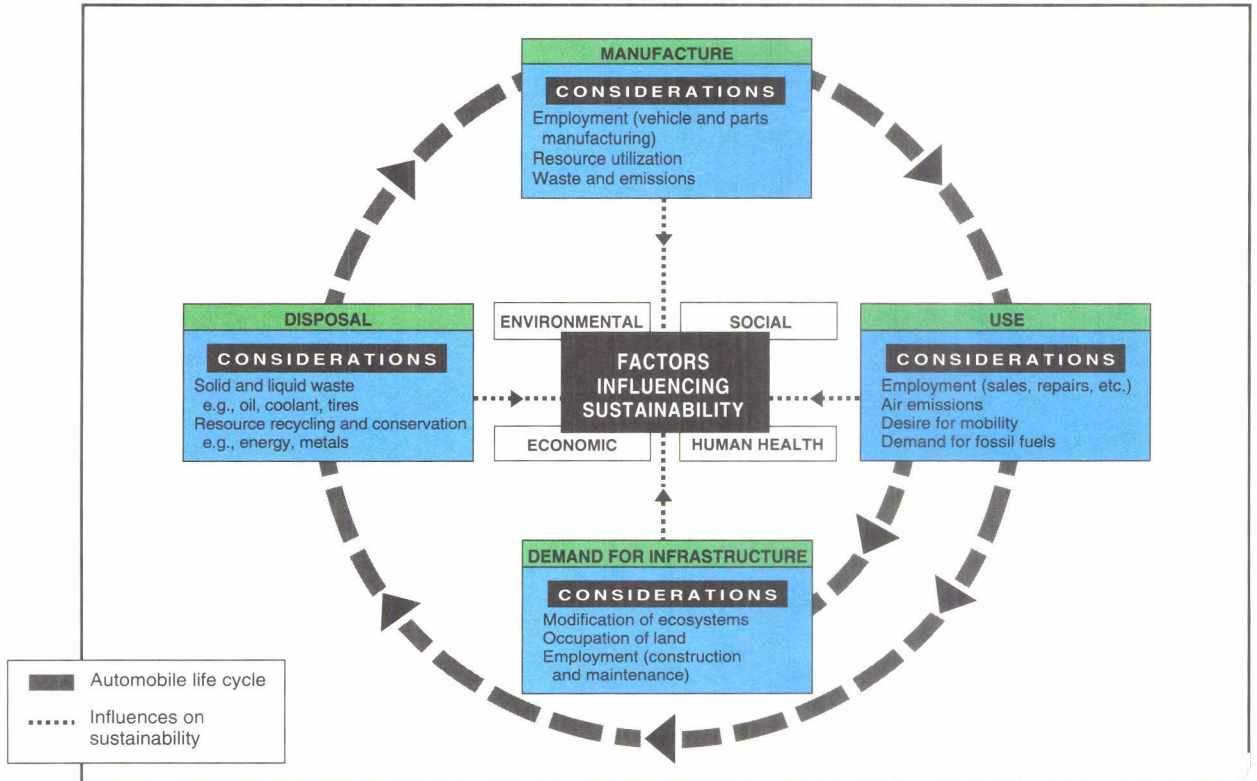 MANUFACTURE
CONSIDERATIONS
Employment (vehicle and parts
manufacturing)
Resource utilization
Waste and emissions
DISPOSAL
CONSIDERATIONS
Solid and liquid waste
e.g., oil, coolant, tires
Resource recycling and conservation
e.g., energy, metals
ENVIRONMENTAL
SOCIAL
FACTORS
INFLUENCING
SUSTAINABILITY
ECONOMIC
HUMAN HEALTH
USE
CONSIDERATIONS
Employment (sales, repairs, etc.)
Air emissions
Desire for mobility
Demand for fossil fuels
DEMAND FOR INFRASTRUCTURE
CONSIDERATIONS
Modification of ecosystems
Occupation of land
Employment (construction
and maintenance)
Automobile life cycle
Influences on
sustainability